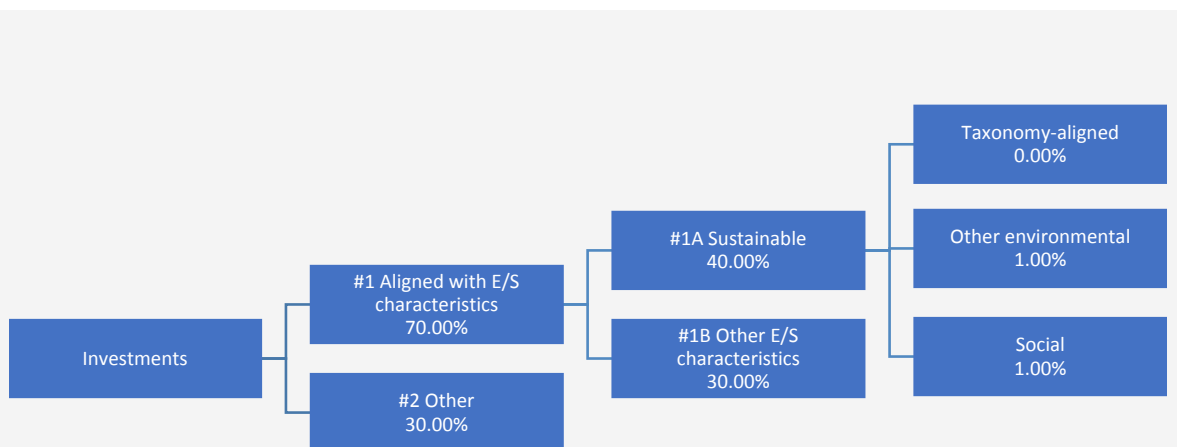 Investments
#1 Aligned with E/S
characteristics
70.00%
#2 Other
30.00%
#1A Sustainable
40.00%
#1B Other E/S
characteristics
30.00%
Taxonomy-aligned
0.00%
Other environmental
1.00%
Social
1.00%